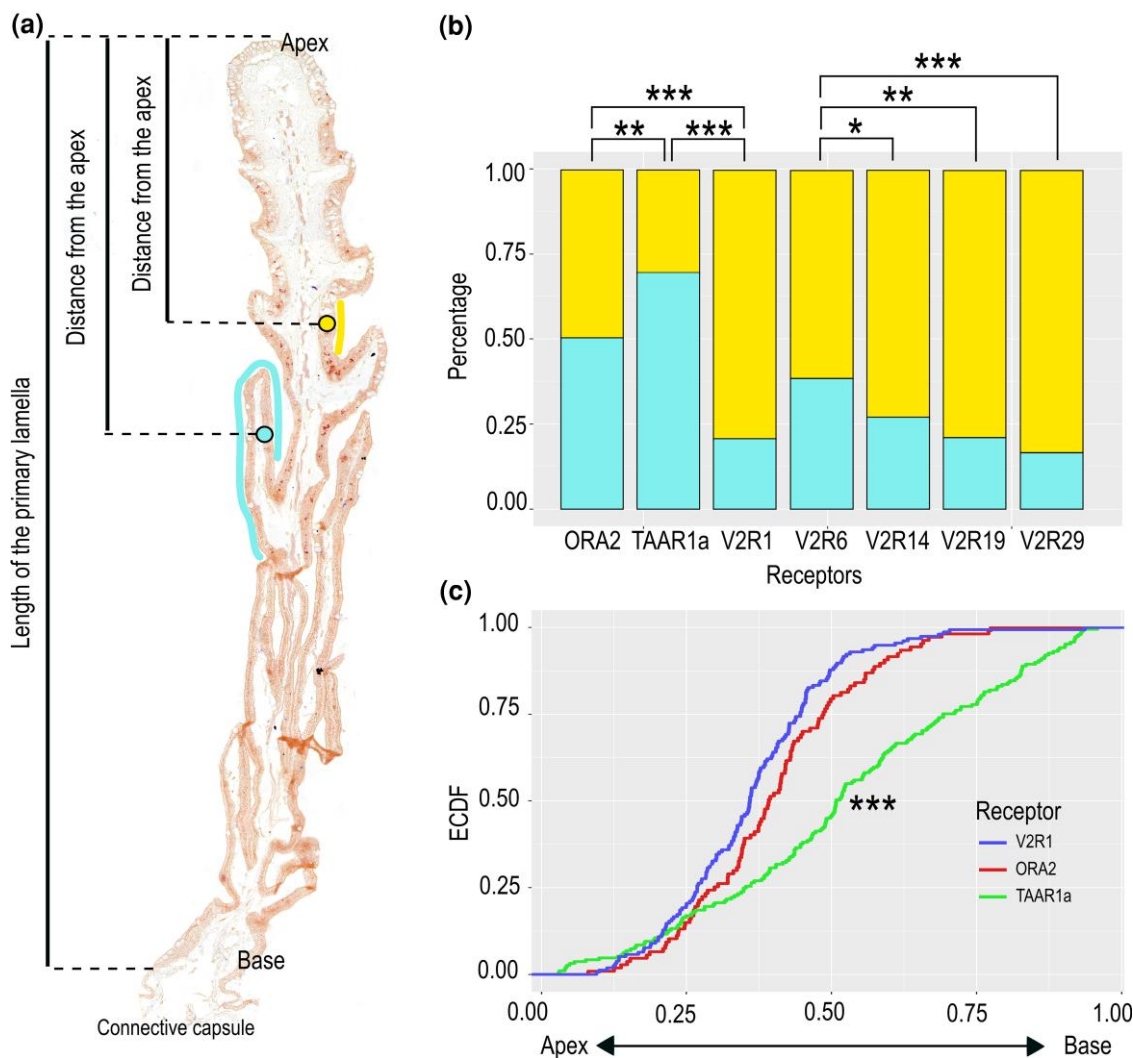 (a)
Apex
Distance from the apex
Distance from the apex
Length of the primary lamella
Base
Connective capsule
(b)
***
*** **
** *** *
1.00
0.75
0.50
0.25
0.00
Percentage
ORA2 TAAR1a V2R1 V2R6 V2R14 V2R19 V2R29
Receptors
(c)
1.00
0.75
0.50
0.25
0.00
ECDF
***
Receptor
V2R1
ORA2
TAAR1a
0.00 0.25 0.50 0.75 1.00
Apex Base